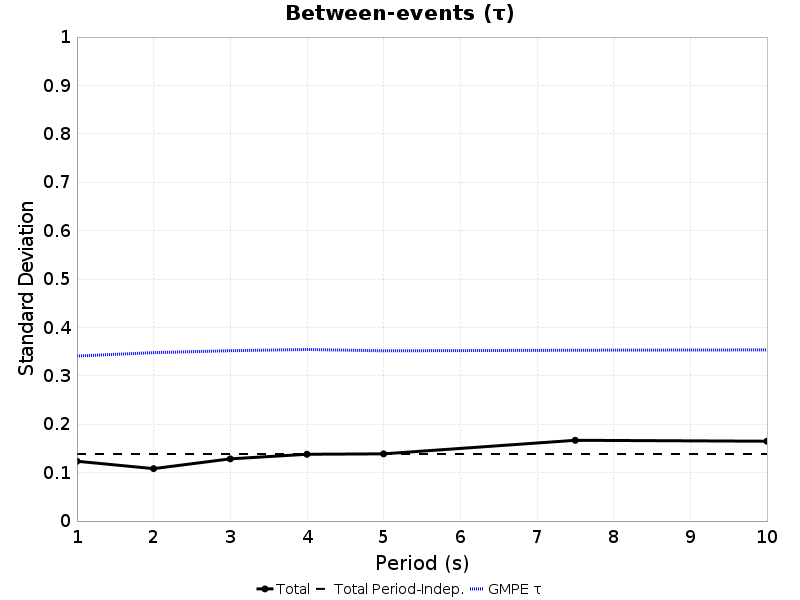 Between-events (τ)
1
0.9
0.8
0.7
0.6
0.5
0.4
0.3
0.2
0.1
0
Standard Deviation
1 2 3 4 5 6 7 8 9 10
Period (s)
Total Total Period-Indep. GMPE τ